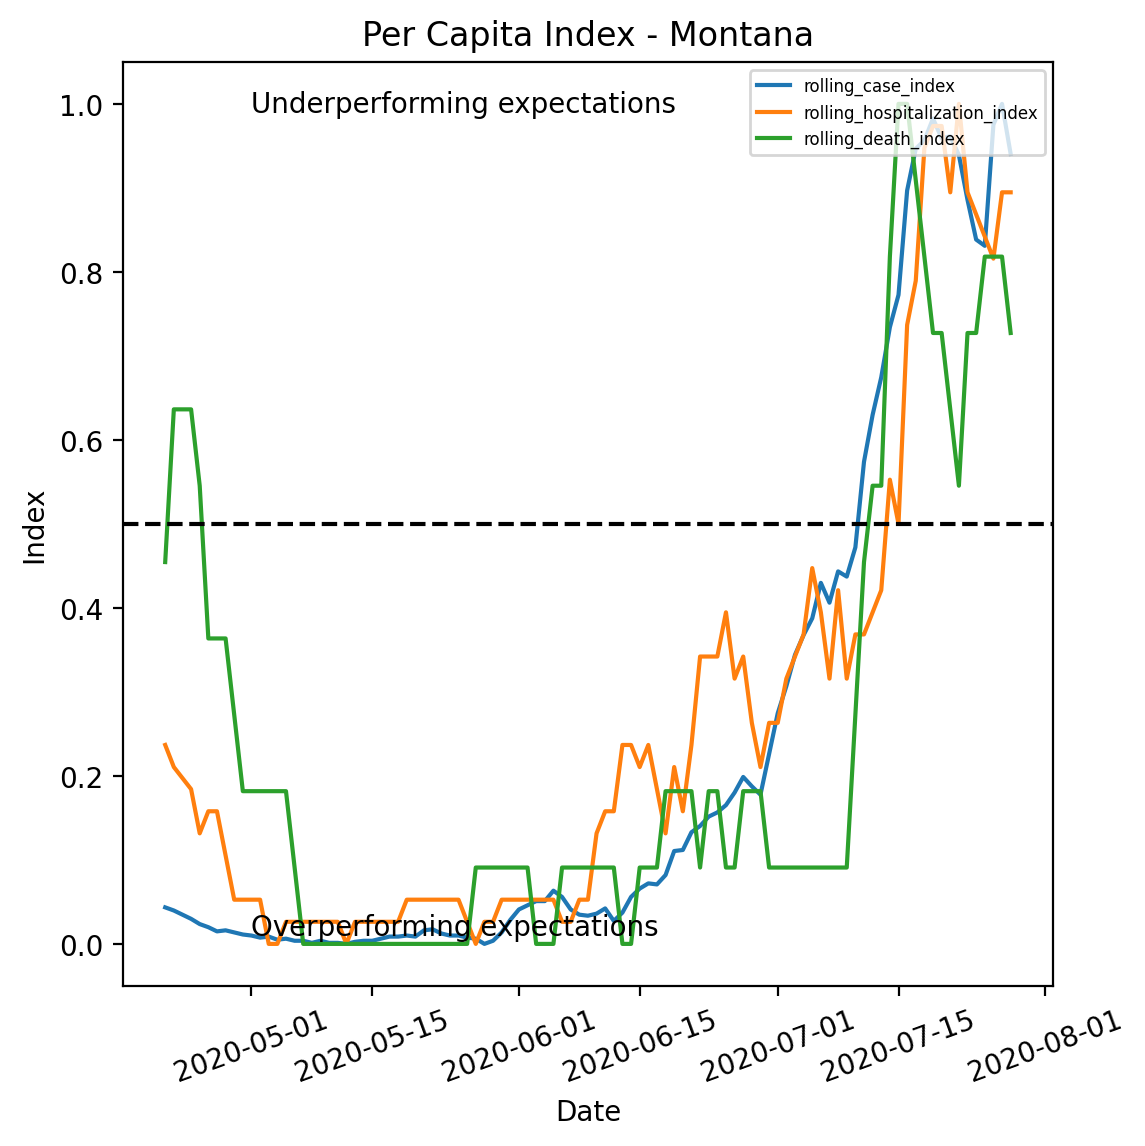 Per Capita Index - Montana
Underperforming expectations
rolling_case_index
rolling_hospitalization_index
rolling_death_index
1.0
0.8
0.6
0.4
0.2
0.0
Index
Overperforming expectations
2020-05-01
2020-05-15
2020-06-01
2020-06-15
2020-07-01
2020-07-15
2020-08-01
Date